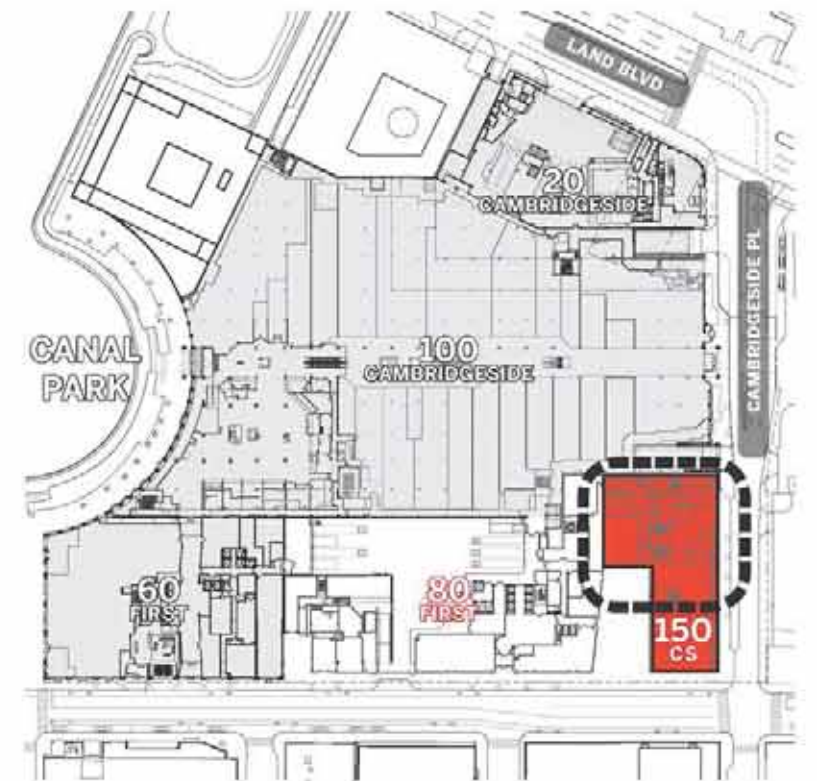 LAND BLVD
20
CAMBRIDGESIDE
CAMBRIDGESIDE PL
CANAL
PARK
100
CAMBRIDGESIDE
60
FIRST
80
FIRST
150
CS